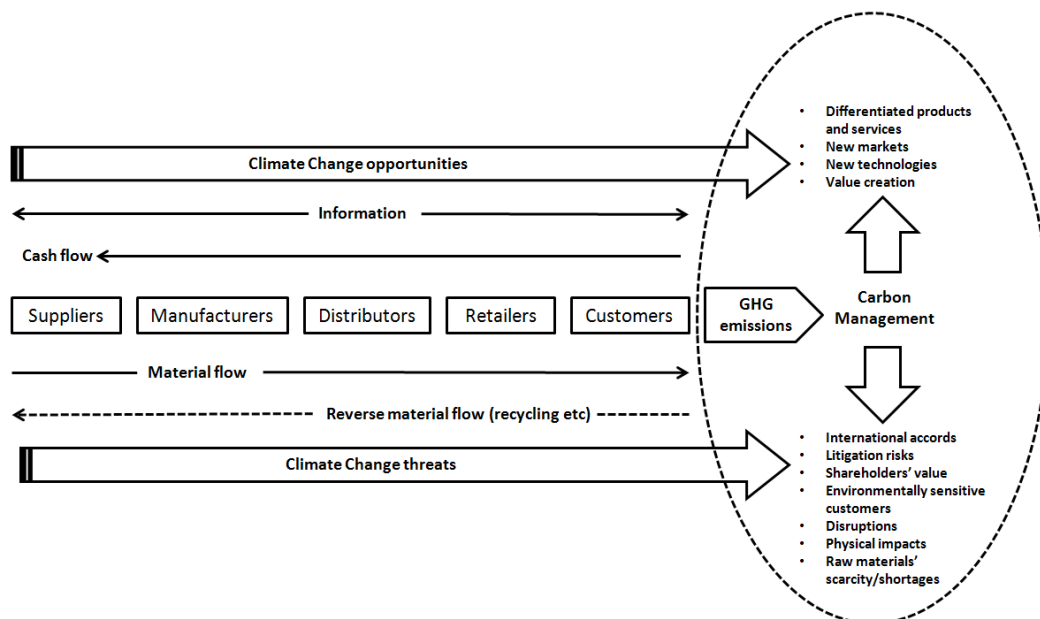 • Differentiated products
and services
• New markets
• New technologies
• Value creation
Climate Change opportunities
Information
Cash flow
Suppliers
Manufacturers
Distributors
Retailers
Customers
GHG
emissions
Carbon
Management
Material flow
Reverse material flow (recycling etc)
Climate Change threats
• International accords
• Litigation risks
• Shareholders’ value
• Environmentally sensitive
customers
• Disruptions
• Physical impacts
• Raw materials’
scarcity/shortages